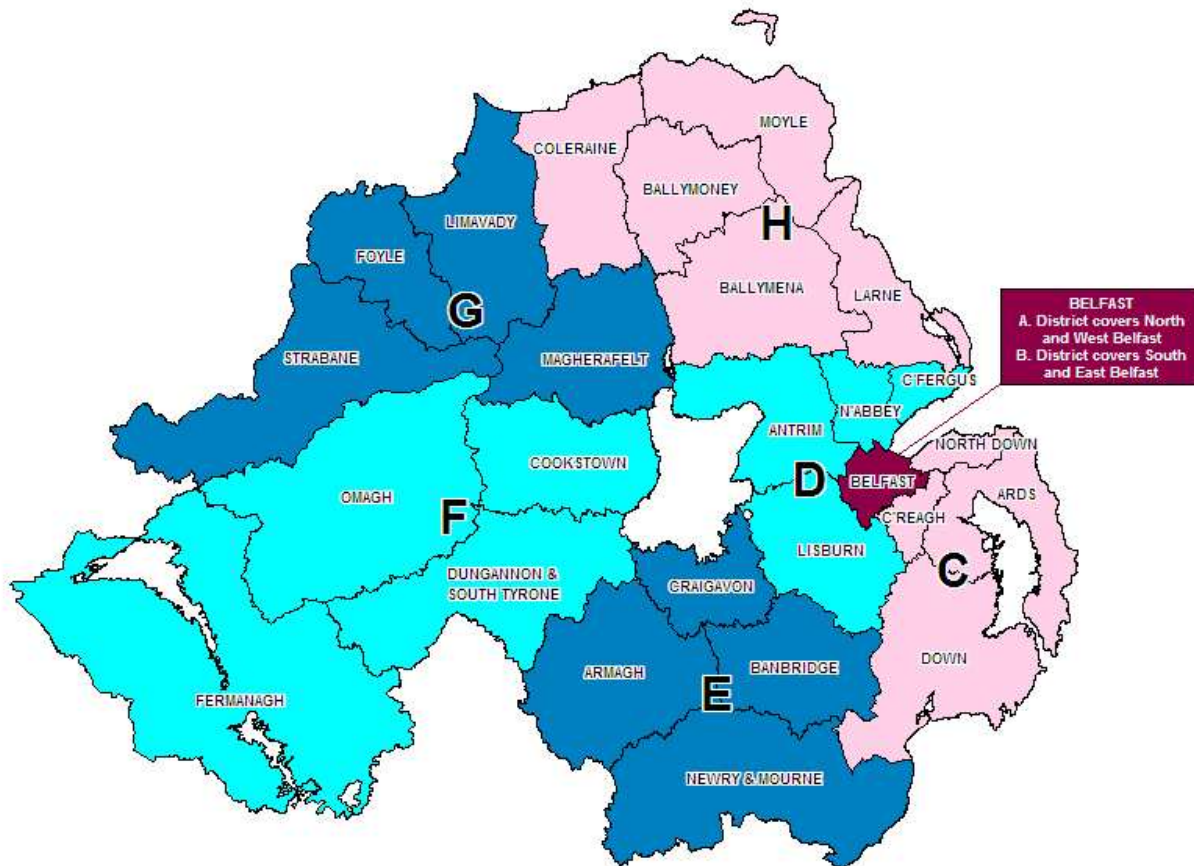 MOYLE
COLERAINE
BALLYMONEY
H
LIMAVADY
FOYLE
BALLYMENA
LARNE
G
BELFAST
A. District covers North
and West Belfast
B. District covers South
and East Belfast
STRABANE
MAGHERAFELT
C'FERGUS
N'ABBEY
ANTRIM
NORTH DOWN
COOKSTOWN
D
BELFAST
OMAGH
ARDS
F
C'REAGH
LISBURN
DUNGANNON &
SOUTH TYRONE
CRAIGAVON
C
DOWN
ARMAGH
BANBRIDGE
E
FERMANAGH
NEWRY & MOURNE